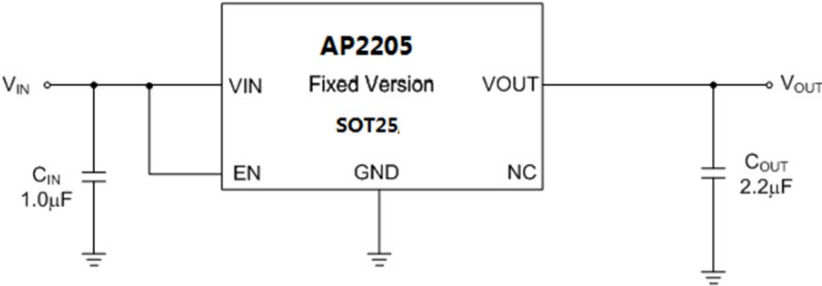 AP2205
Fixed Version
SOT25
VIN
VIN
VOUT
VOUT
EN
GND
NC
CIN
1.0µF
COUT
2.2µF